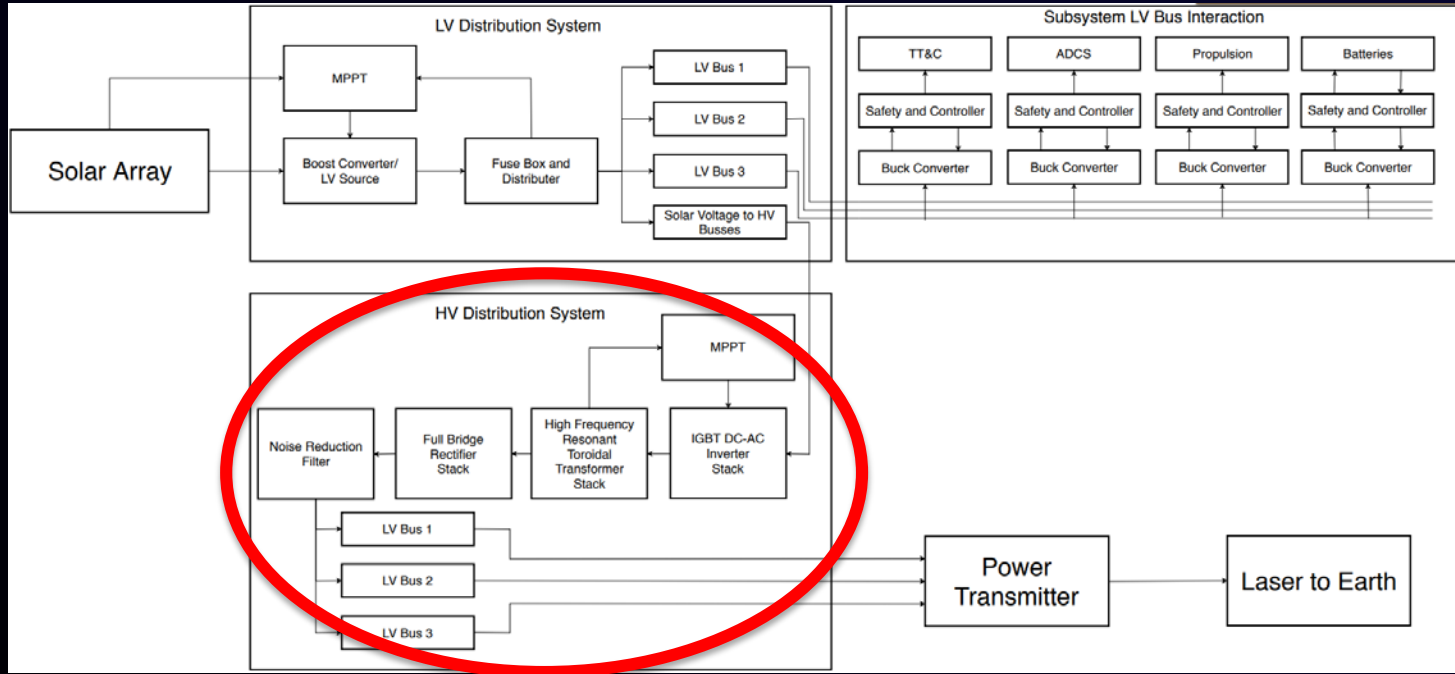 LV Distribution System
Subsystem LV Bus Interaction
Solar Array
MPPT
Boost Converter/
LV Source
Fuse Box and
Distributer
LV Bus 1
LV Bus 2
LV Bus 3
Solar Voltage to HV
Busses
TT&C
ADCS
Propulsion
Batteries
Safety and Controller
Safety and Controller
Safety and Controller
Safety and Controller
Buck Converter
Buck Converter
Buck Converter
Buck Converter
HV Distribution System
MPPT
Noise Reduction
Filter
Full Bridge
Rectifier
Stack
High Frequency
Resonant
Toroidal
Transformer
Stack
IGBT DC-AC
Inverter
Stack
LV Bus 1
LV Bus 2
LV Bus 3
Power
Transmitter
Laser to Earth